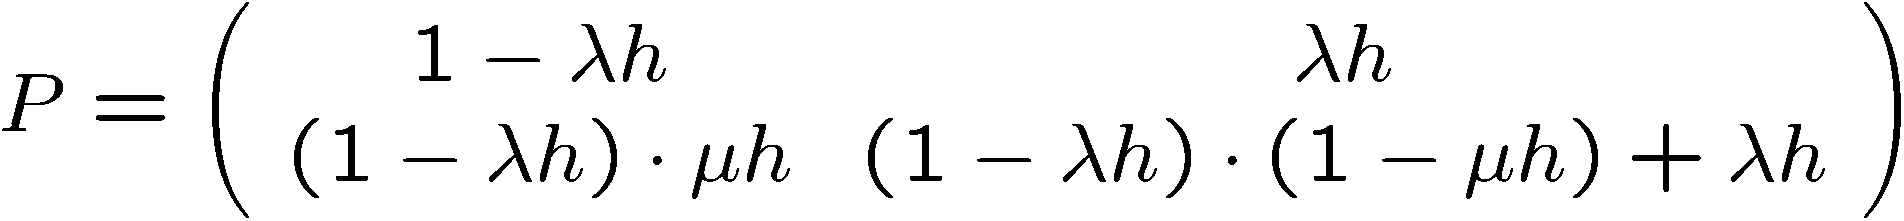 P = ( 1 − λh λh
(1 − λh) · μh (1 − λh) · (1 − μh) + λh )